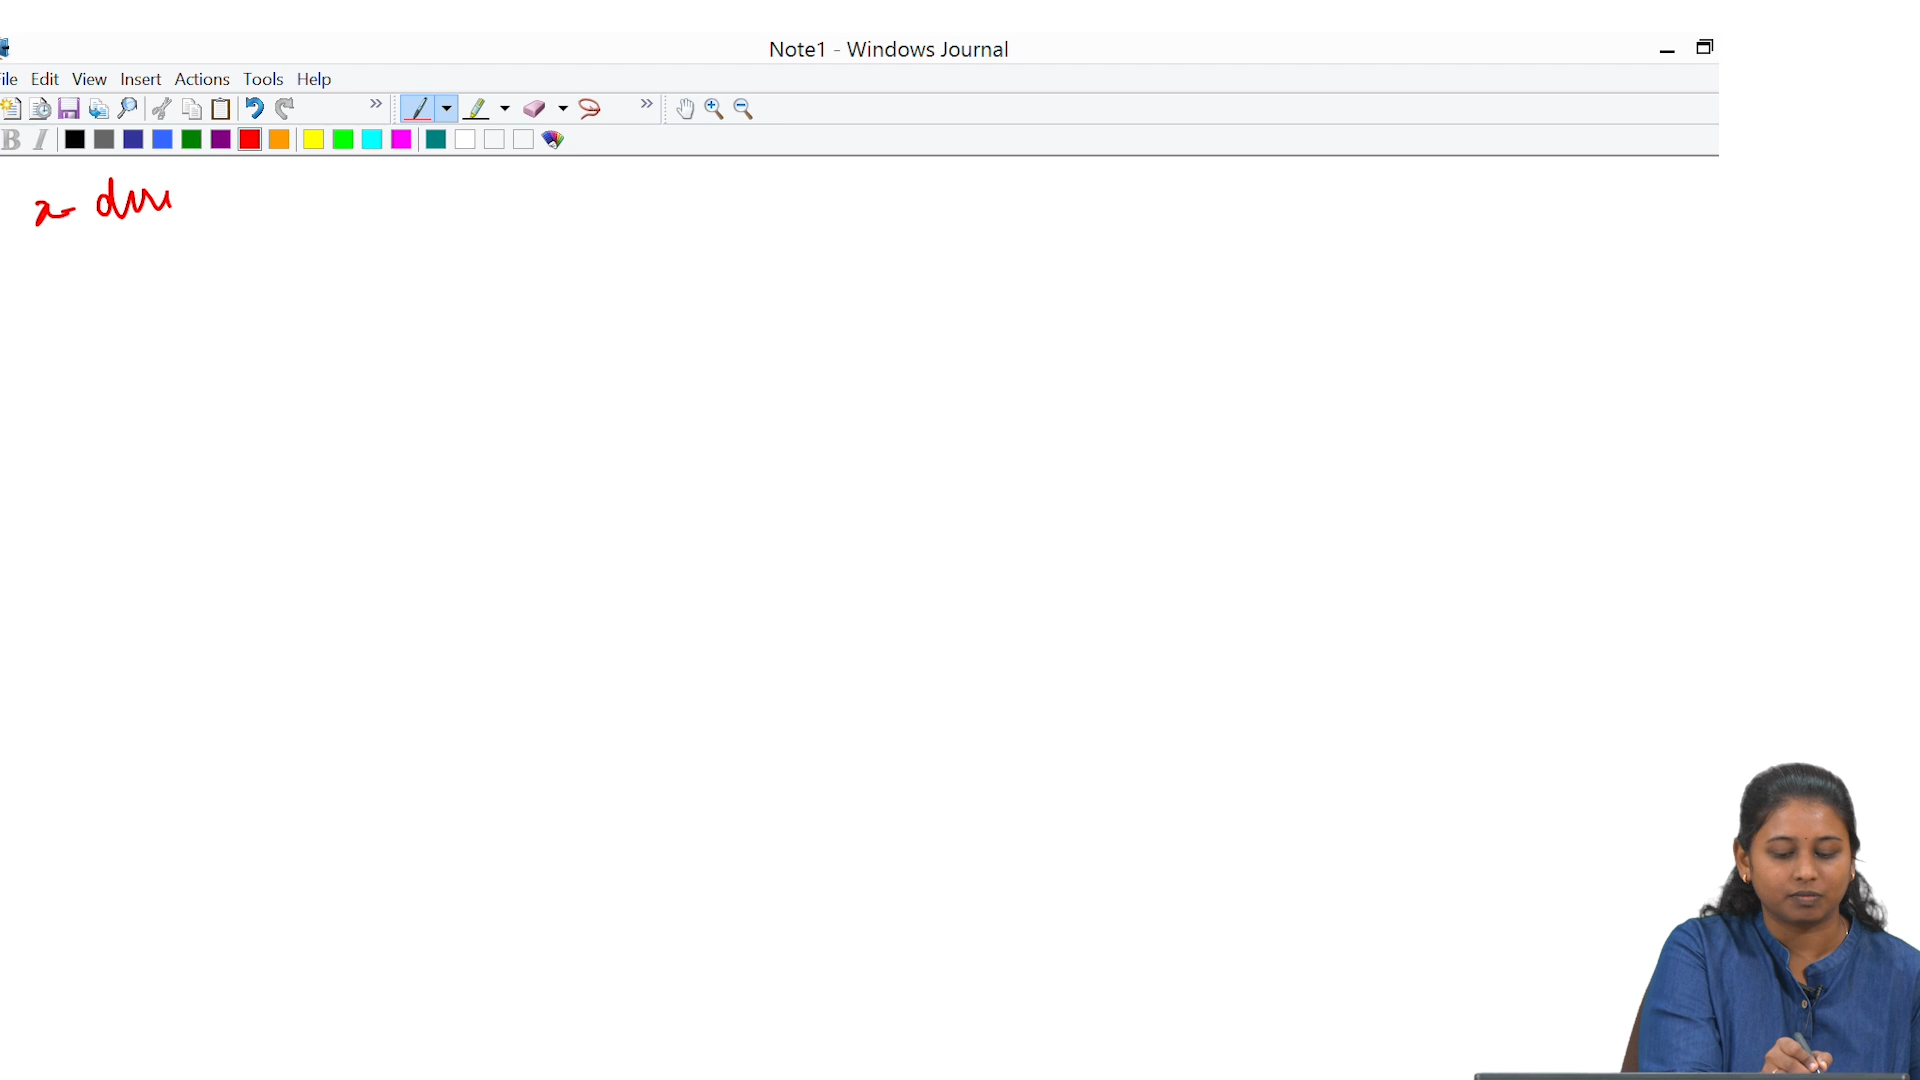 Note1 - Windows Journal
ile Edit View Insert Actions Tools Help
B I
x-